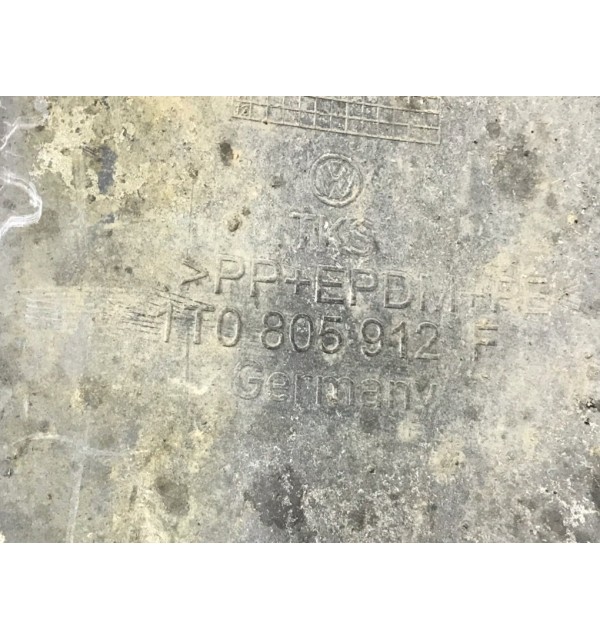 TKS
>PP+EPDM+PE
1T0 805 912 F
Germany